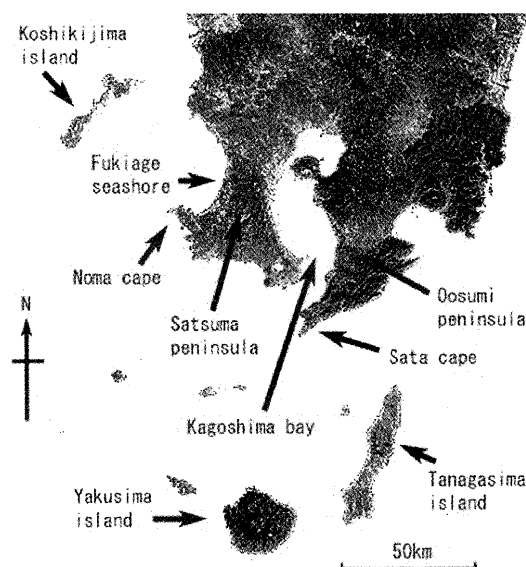 Koshikijima
island
Fukiage
seashore
Noma cape
N
Satsuma
peninsula
Oosumi
peninsula
Sata cape
Kagoshima bay
Yakusima
island
Tanagasima
island
50km